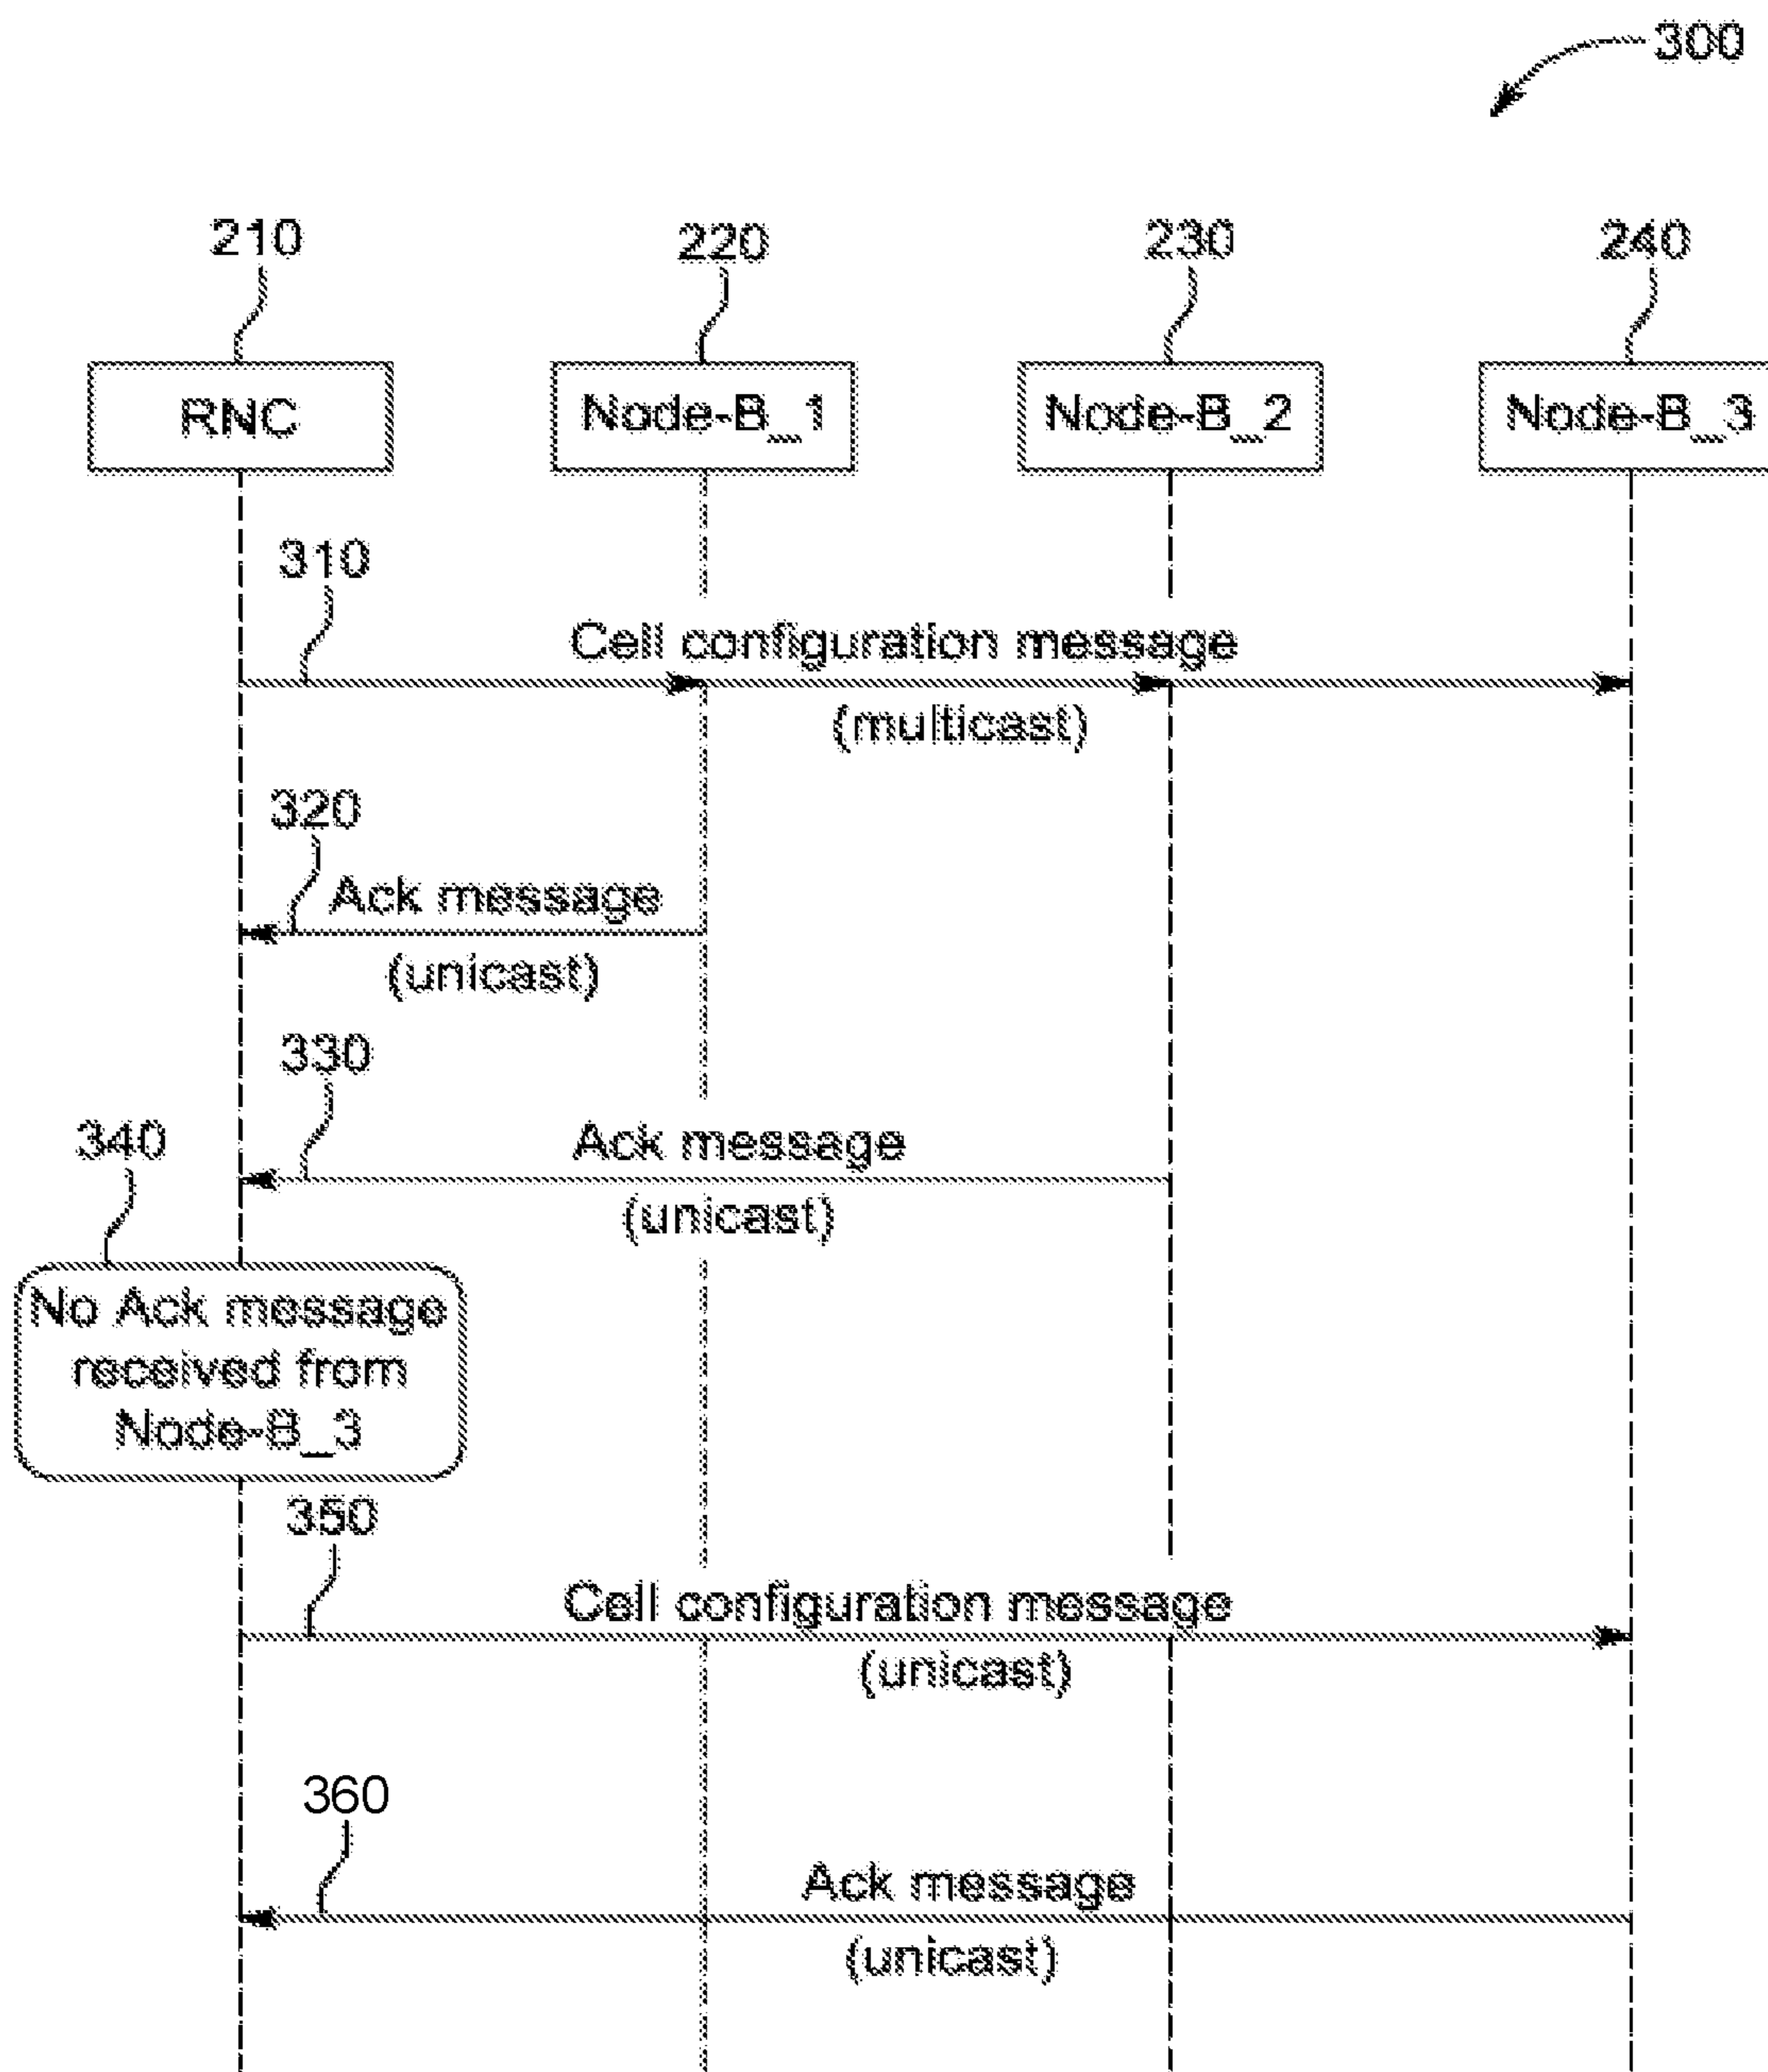 300
210 220 230 240
RNC Node-B_1 Node-B_2 Node-B_3
310
Cell configuration message
(multicast)
320
Ack message
(unicast)
330
Ack message
(unicast)
340
No Ack message
received from
Node-B_3
350
Cell configuration message
(unicast)
360
Ack message
(unicast)